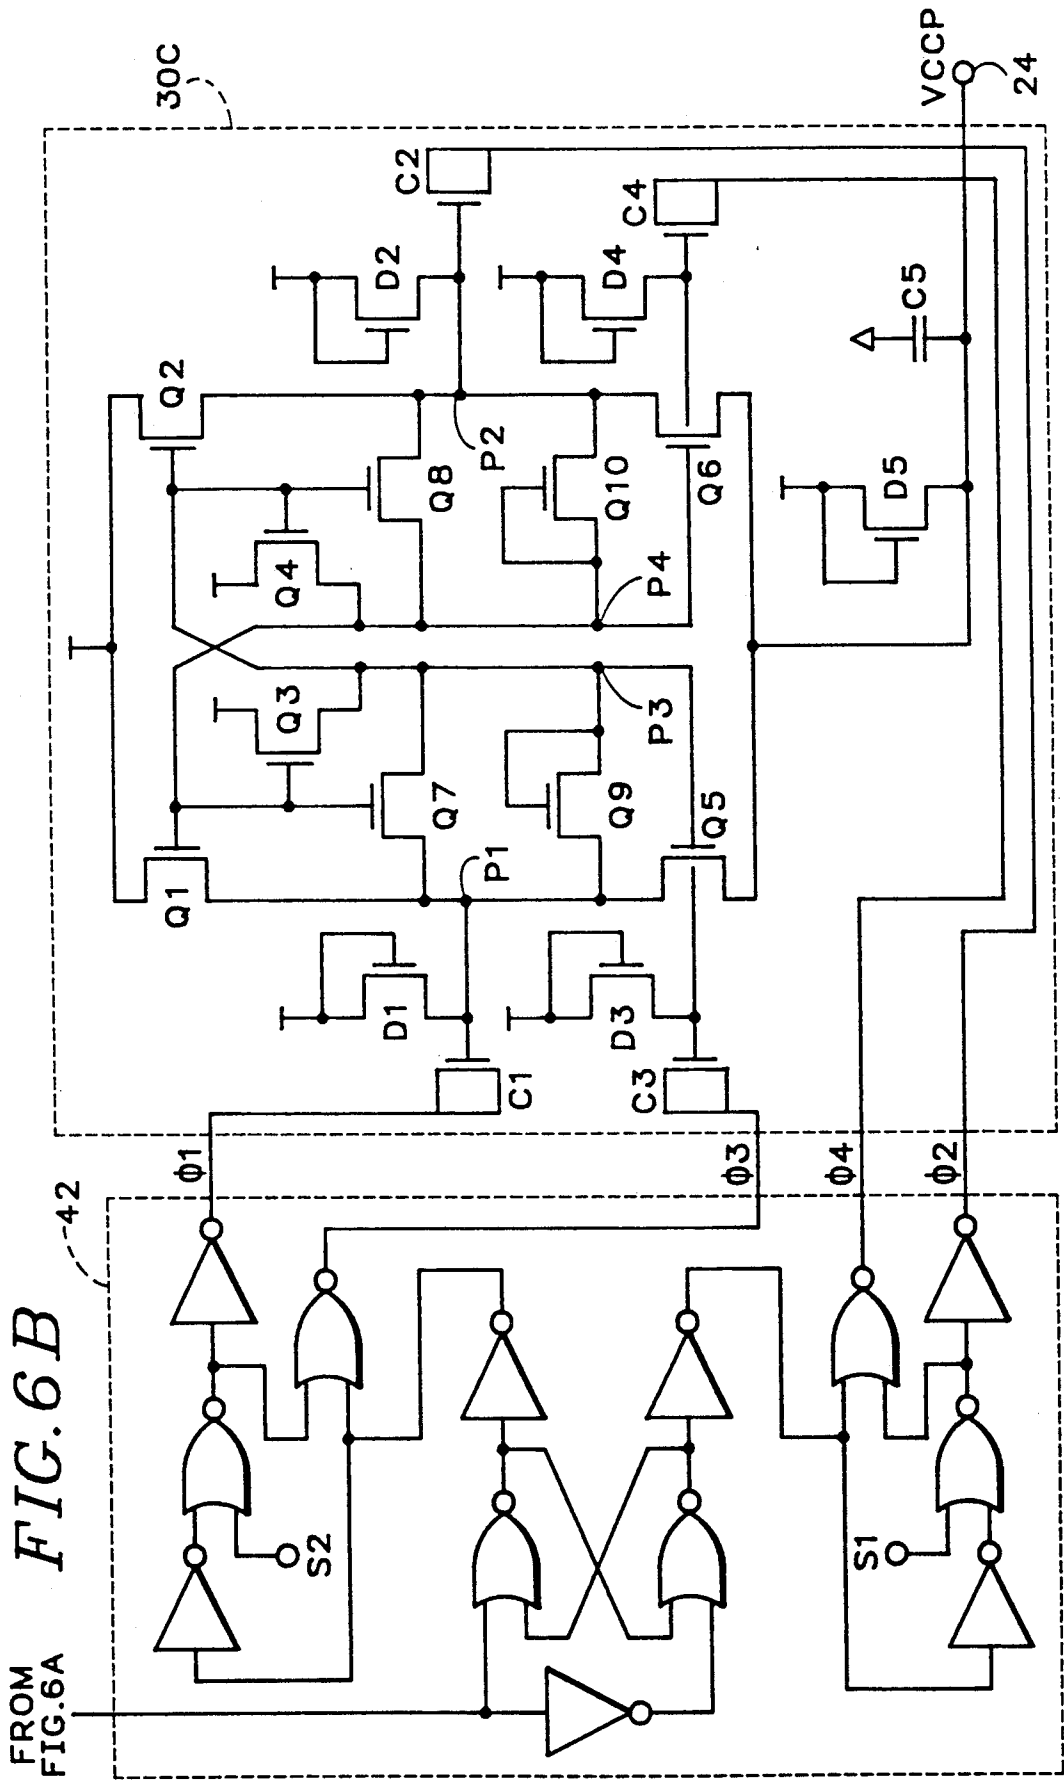 FIG. 6B
FROM
FIG.6A
42
30C
S2
S1
Φ1
Φ3
Φ4
Φ2
C1
C3
D1
D3
Q1
Q3
Q7
Q9
Q5
P1
P3
P4
P2
Q2
Q4
Q8
Q10
Q6
D2
D4
C2
C4
D5
C5
VCCP
24